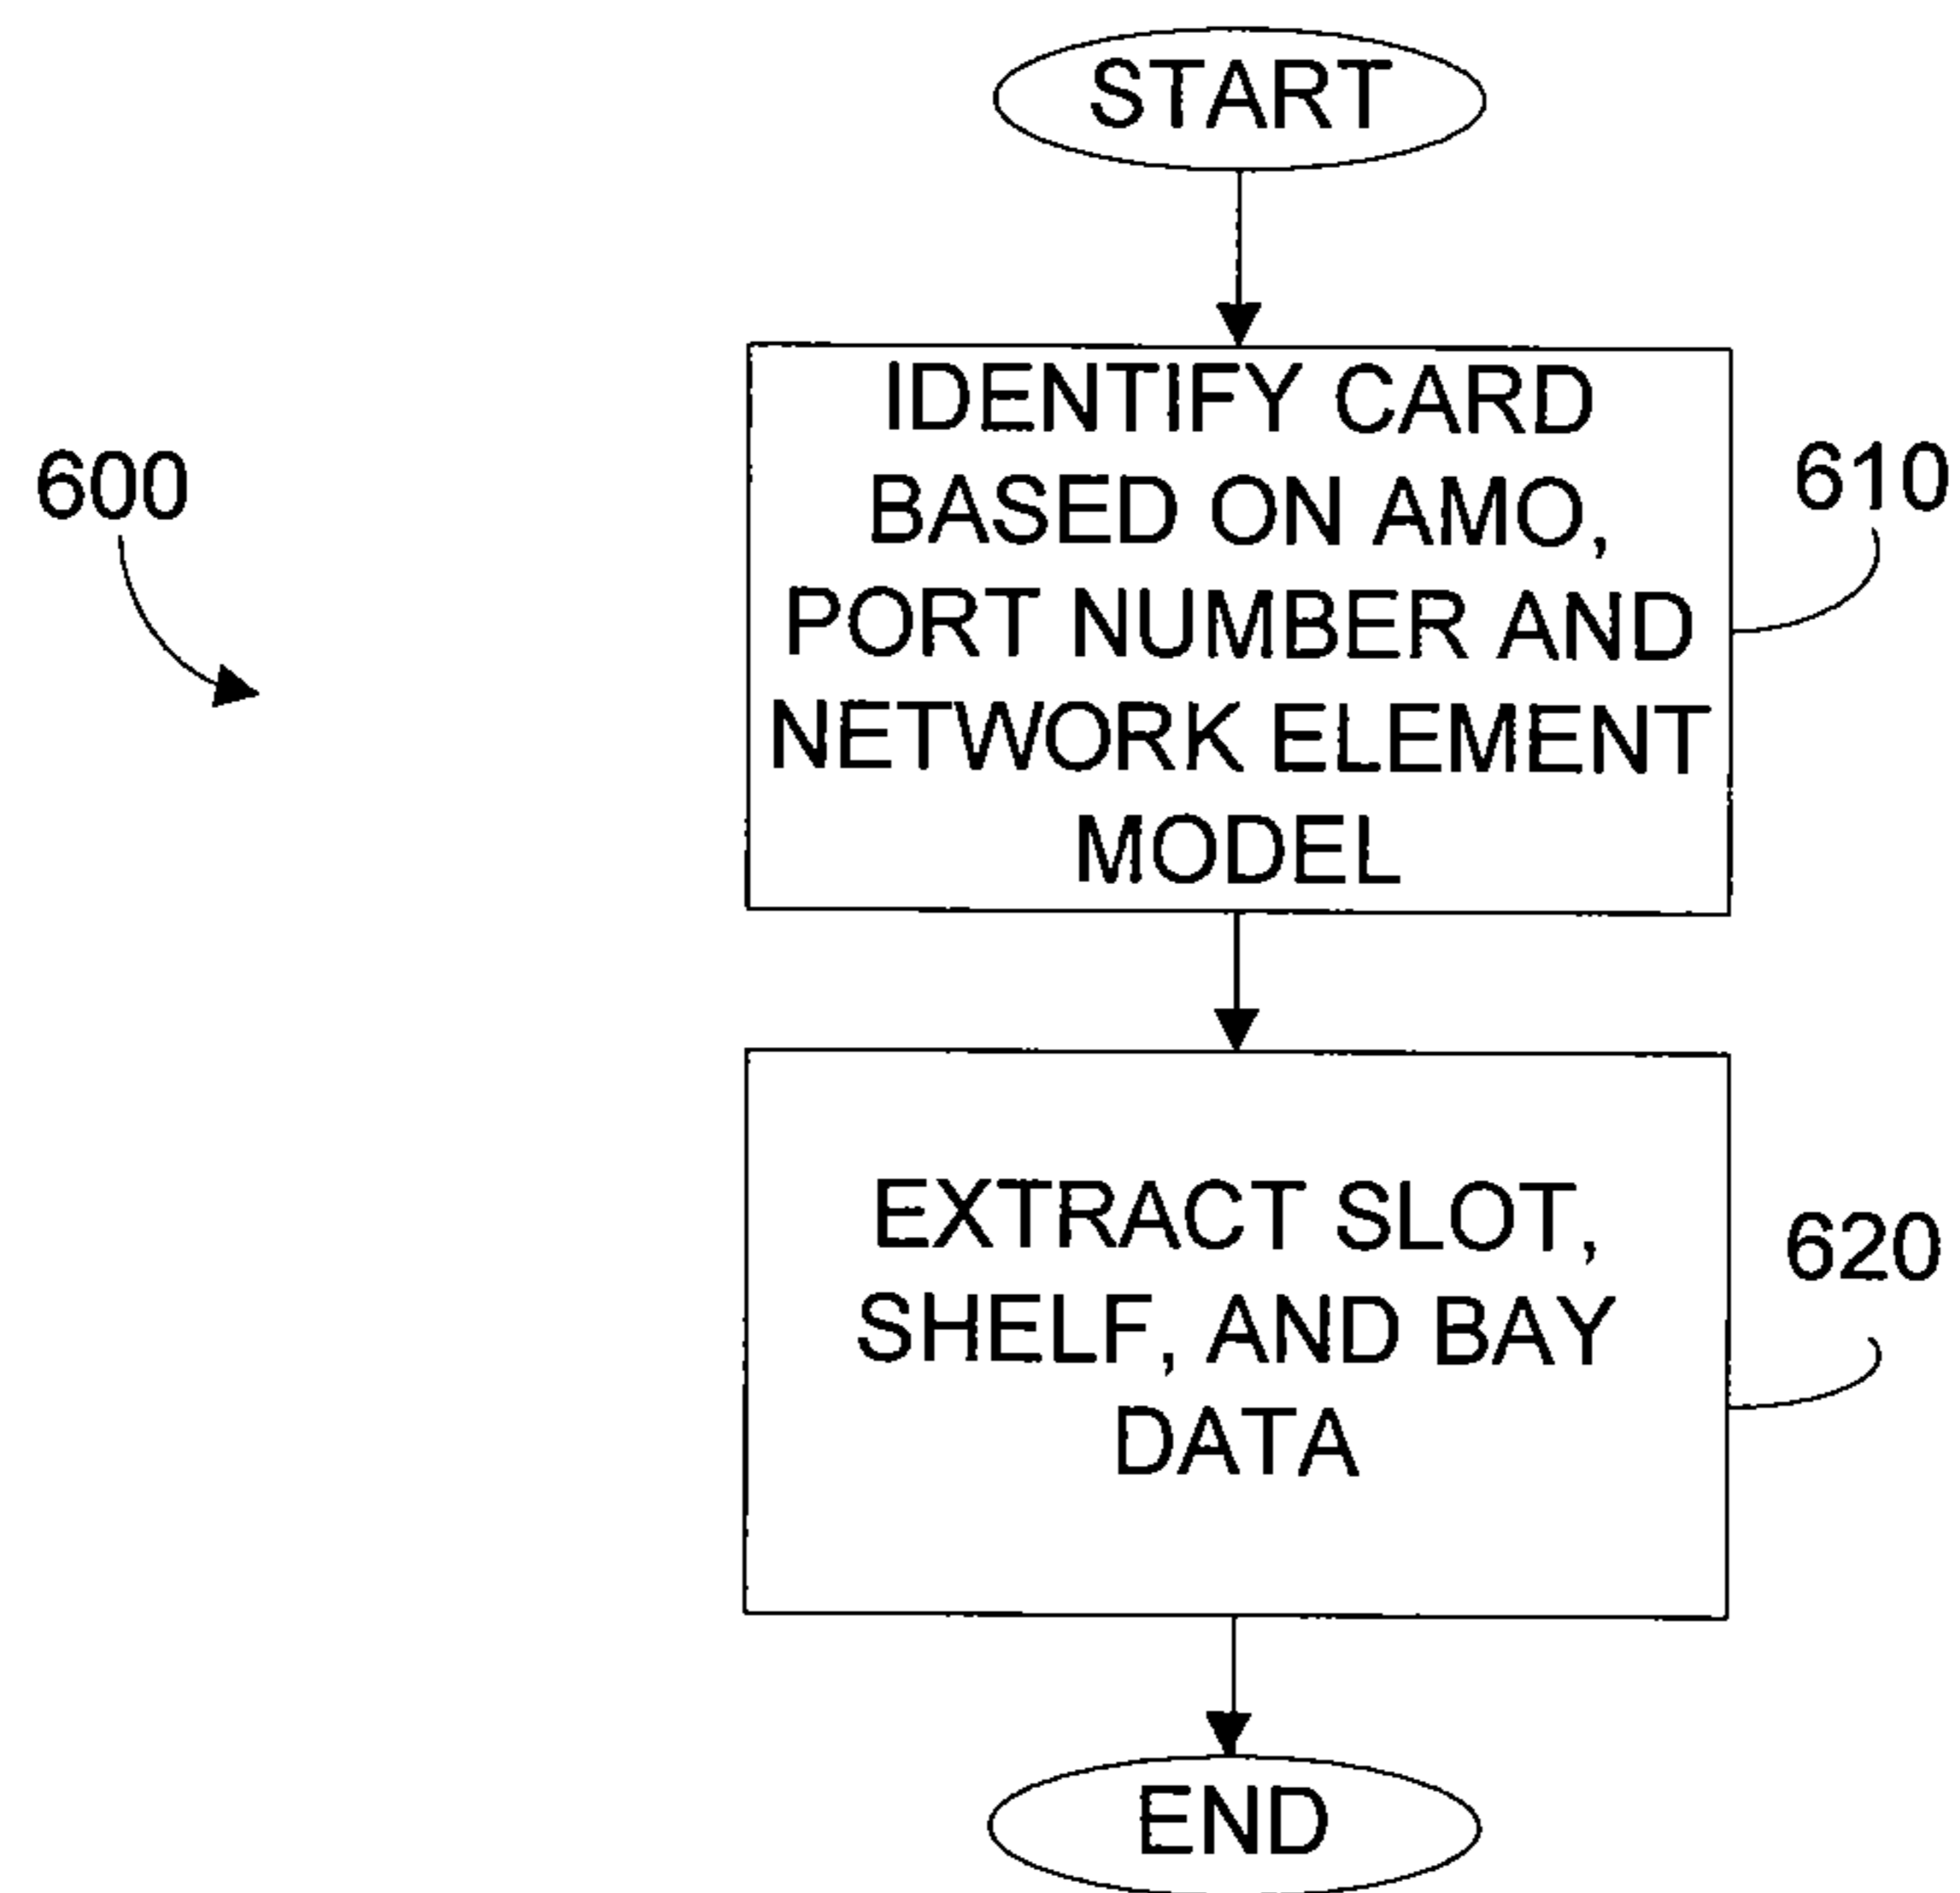 START
600
IDENTIFY CARD
BASED ON AMO,
PORT NUMBER AND
NETWORK ELEMENT
MODEL
610
EXTRACT SLOT,
SHELF, AND BAY
DATA
620
END